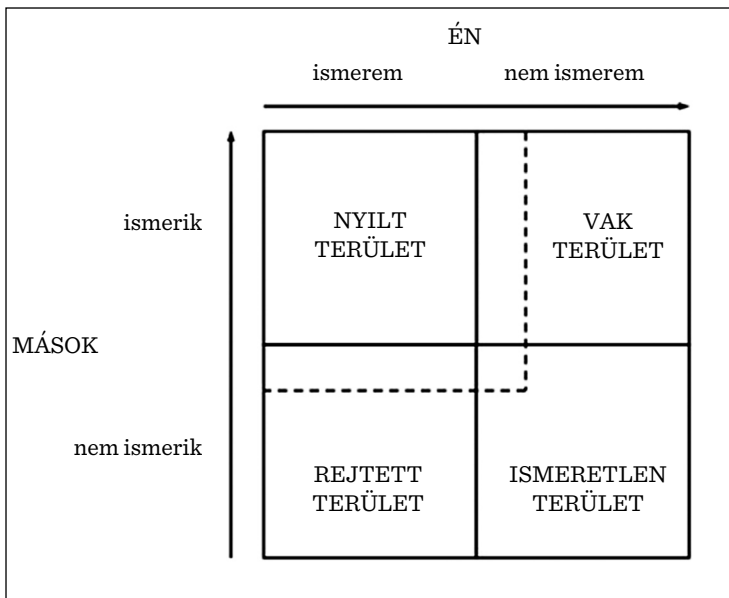 ÉN
ismerem nem ismerem
ismerik
NYILT
TERÜLET
VAK
TERÜLET
MÁSOK
nem ismerik
REJTETT
TERÜLET
ISMERETLEN
TERÜLET